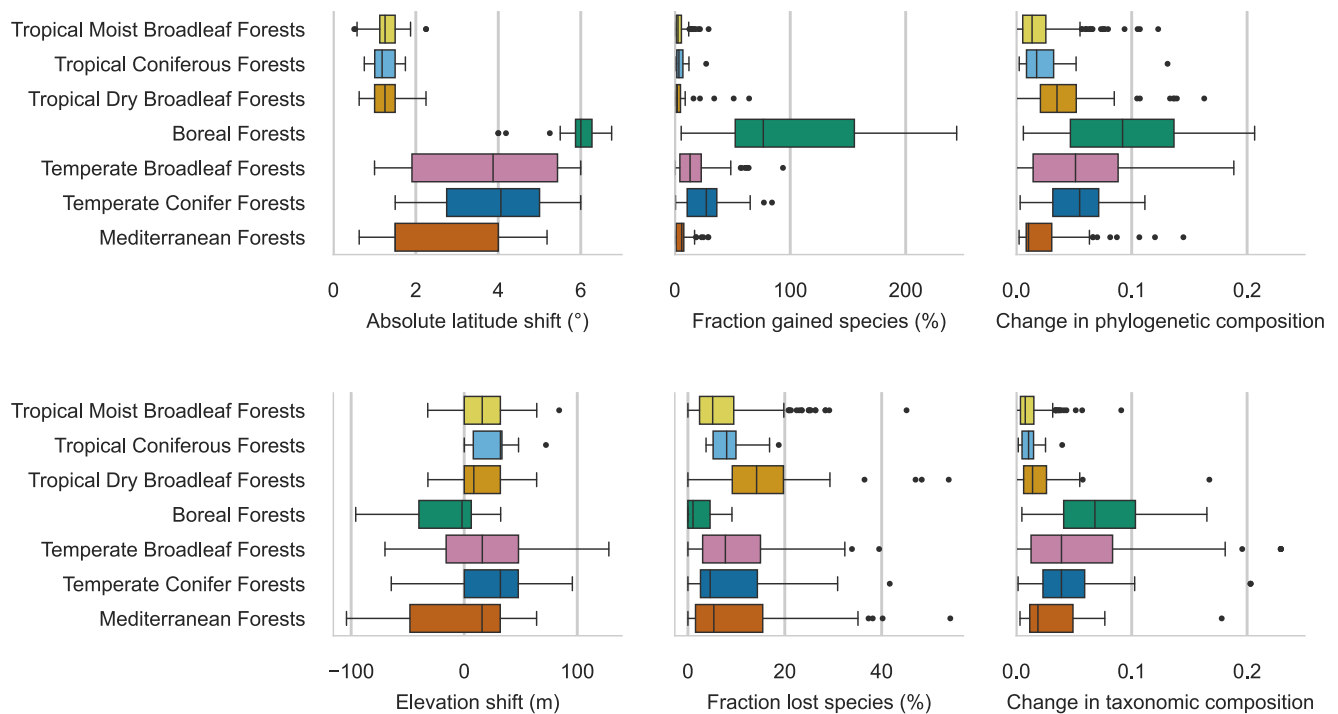 Tropical Moist Broadleaf Forests
Tropical Coniferous Forests
Tropical Dry Broadleaf Forests
Boreal Forests
Temperate Broadleaf Forests
Temperate Conifer Forests
Mediterranean Forests
0 2 4 6
Absolute latitude shift (°)
0 100 200
Fraction gained species (%)
0.0 0.1 0.2
Change in phylogenetic composition
Tropical Moist Broadleaf Forests
Tropical Coniferous Forests
Tropical Dry Broadleaf Forests
Boreal Forests
Temperate Broadleaf Forests
Temperate Conifer Forests
Mediterranean Forests
−100 0 100
Elevation shift (m)
0 20 40
Fraction lost species (%)
0.0 0.1 0.2
Change in taxonomic composition